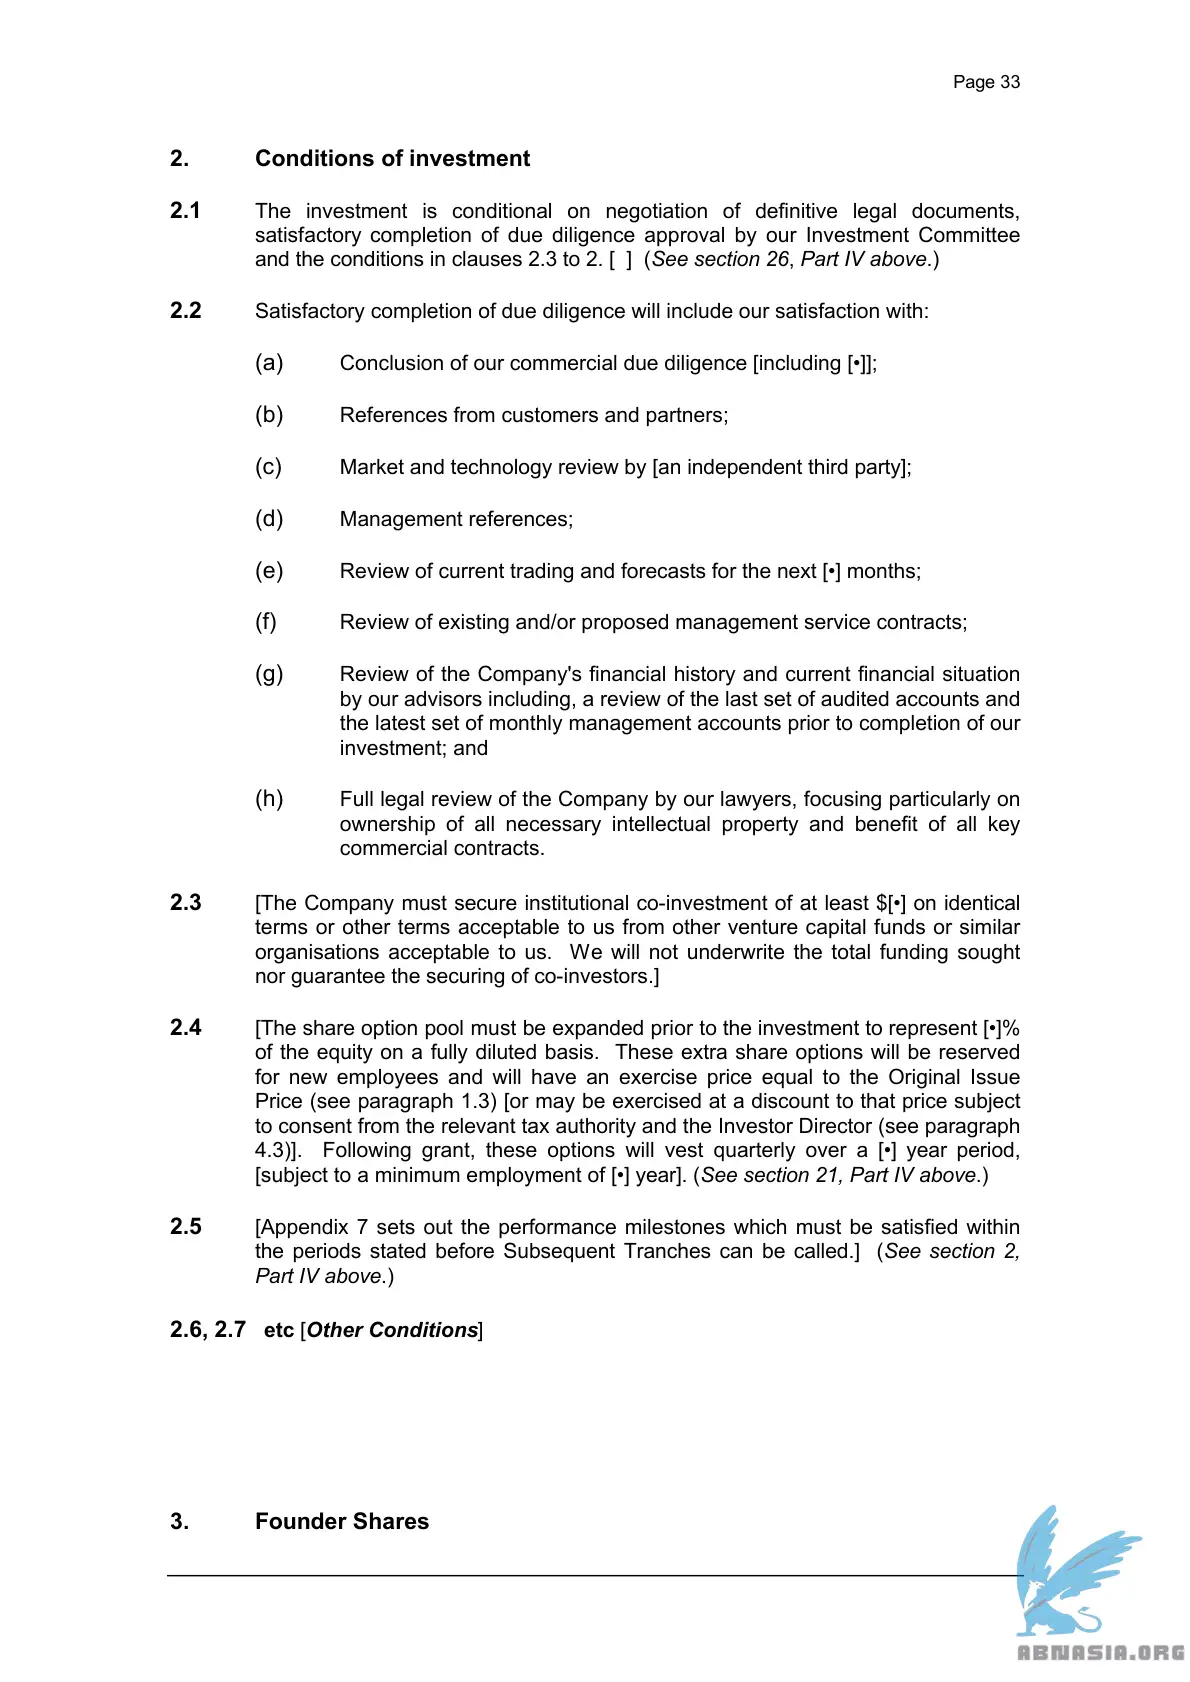 Page 33
2. Conditions of investment
2.1 The investment is conditional on negotiation of definitive legal documents,
satisfactory completion of due diligence approval by our Investment Committee
and the conditions in clauses 2.3 to 2. [  ]  (See section 26, Part IV above.)
2.2 Satisfactory completion of due diligence will include our satisfaction with:
(a) Conclusion of our commercial due diligence [including [•]];
(b) References from customers and partners;
(c) Market and technology review by [an independent third party];
(d) Management references;
(e) Review of current trading and forecasts for the next [•] months;
(f) Review of existing and/or proposed management service contracts;
(g) Review of the Company's financial history and current financial situation
by our advisors including, a review of the last set of audited accounts and
the latest set of monthly management accounts prior to completion of our
investment; and
(h) Full legal review of the Company by our lawyers, focusing particularly on
ownership of all necessary intellectual property and benefit of all key
commercial contracts.
2.3 [The Company must secure institutional co-investment of at least $[•] on identical
terms or other terms acceptable to us from other venture capital funds or similar
organisations acceptable to us.  We will not underwrite the total funding sought
nor guarantee the securing of co-investors.]
2.4 [The share option pool must be expanded prior to the investment to represent [•]%
of the equity on a fully diluted basis.  These extra share options will be reserved
for new employees and will have an exercise price equal to the Original Issue
Price (see paragraph 1.3) [or may be exercised at a discount to that price subject
to consent from the relevant tax authority and the Investor Director (see paragraph
4.3)].  Following grant, these options will vest quarterly over a [•] year period,
[subject to a minimum employment of [•] year]. (See section 21, Part IV above.)
2.5 [Appendix 7 sets out the performance milestones which must be satisfied within
the periods stated before Subsequent Tranches can be called.]  (See section 2,
Part IV above.)
2.6, 2.7 etc [Other Conditions]
3. Founder Shares
ABNASIA.ORG